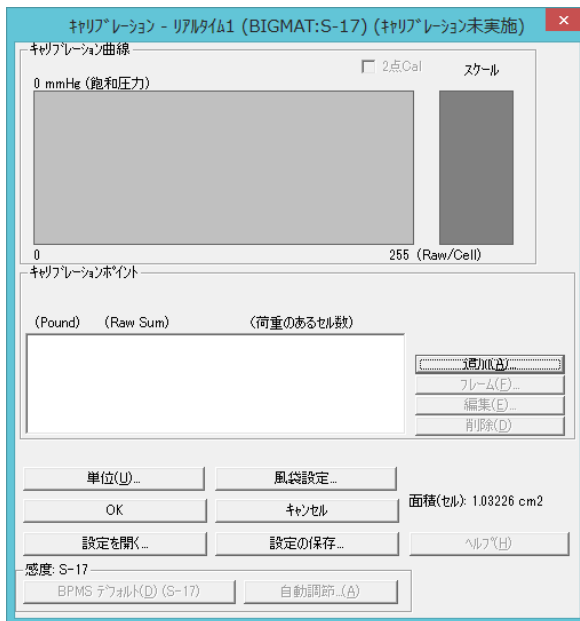 ｷｬﾘﾌﾞﾚｰｼｮﾝ - ﾘｱﾙﾀｲﾑ1 (BIGMAT:S-17) (ｷｬﾘﾌﾞﾚｰｼｮﾝ未実施)
ｷｬﾘﾌﾞﾚｰｼｮﾝ曲線
2点Cal
ｽｹｰﾙ
0 mmHg (飽和圧力)
0
255 (Raw/Cell)
ｷｬﾘﾌﾞﾚｰｼｮﾝﾎﾟｲﾝﾄ
(Pound) (Raw Sum) (荷重のあるセル数)
追加(A)...
ﾌﾚｰﾑ(F)...
編集(E)...
削除(D)
単位(U)...
風袋設定...
OK
ｷｬﾝｾﾙ
面積(ｾﾙ): 1.03226 cm2
設定を開く...
設定の保存...
ﾍﾙﾌﾟ(H)
感度: S-17
BPMS ﾃﾞﾌｫﾙﾄ(D) (S-17)
自動調節...(A)